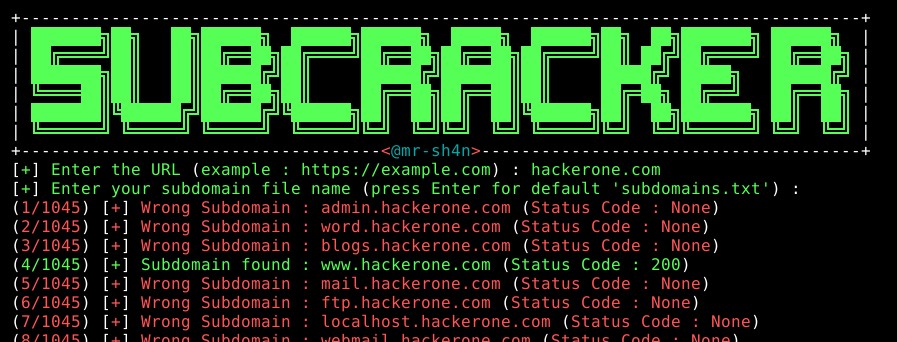 SUBCRACKER
<@mr-sh4n>
[+] Enter the URL (example : https://example.com) : hackerone.com
[+] Enter your subdomain file name (press Enter for default 'subdomains.txt') :
(1/1045) [+] Wrong Subdomain : admin.hackerone.com (Status Code : None)
(2/1045) [+] Wrong Subdomain : word.hackerone.com (Status Code : None)
(3/1045) [+] Wrong Subdomain : blogs.hackerone.com (Status Code : None)
(4/1045) [+] Subdomain found : www.hackerone.com (Status Code : 200)
(5/1045) [+] Wrong Subdomain : mail.hackerone.com (Status Code : None)
(6/1045) [+] Wrong Subdomain : ftp.hackerone.com (Status Code : None)
(7/1045) [+] Wrong Subdomain : localhost.hackerone.com (Status Code : None)
(8/1045) [+] Wrong Subdomain : webmail.hackerone.com (Status Code : None)